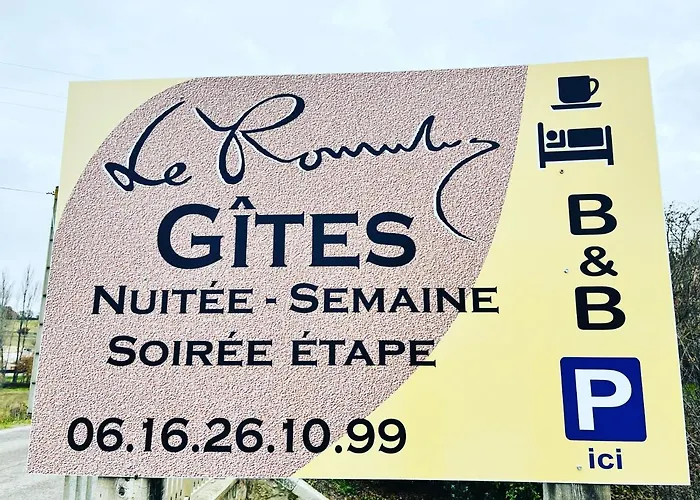 Le Romulus
GÎTES
NUITÉE - SEMAINE
SOIRÉE ÉTAPE
06.16.26.10.99
B
&
B
P
ici